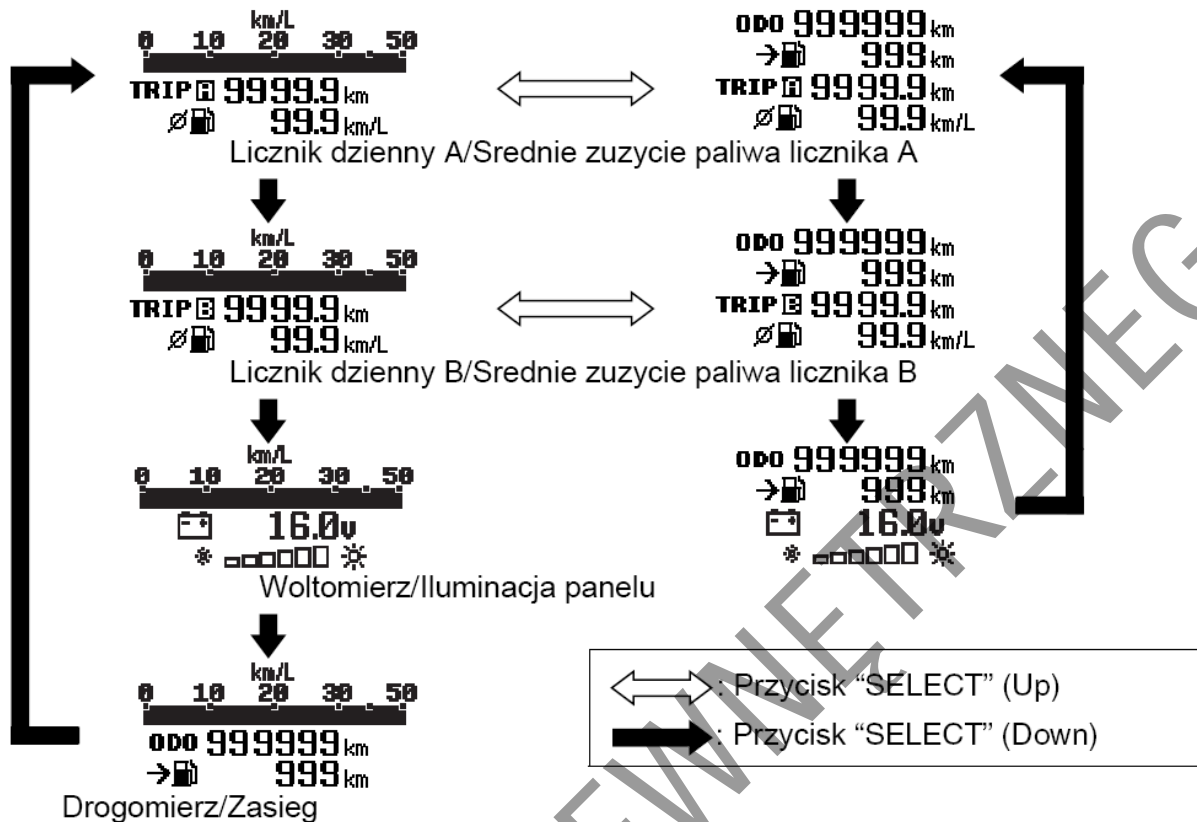 km/L
0 10 20 30 50
TRIP A 9999.9 km
99.9 km/L
ODO 999999 km
999 km
TRIP A 9999.9 km
99.9 km/L
Licznik dzienny A/Srednie zuzycie paliwa licznika A
km/L
0 10 20 30 50
TRIP B 9999.9 km
99.9 km/L
ODO 999999 km
999 km
TRIP B 9999.9 km
99.9 km/L
Licznik dzienny B/Srednie zuzycie paliwa licznika B
km/L
0 10 20 30 50
16.0v
ODO 999999 km
999 km
16.0v
Woltomierz/Iluminacja panelu
km/L
0 10 20 30 50
ODO 999999 km
999 km
Drogomierz/Zasieg
: Przycisk “SELECT” (Up)
: Przycisk “SELECT” (Down)
EWNĘTRZNEG